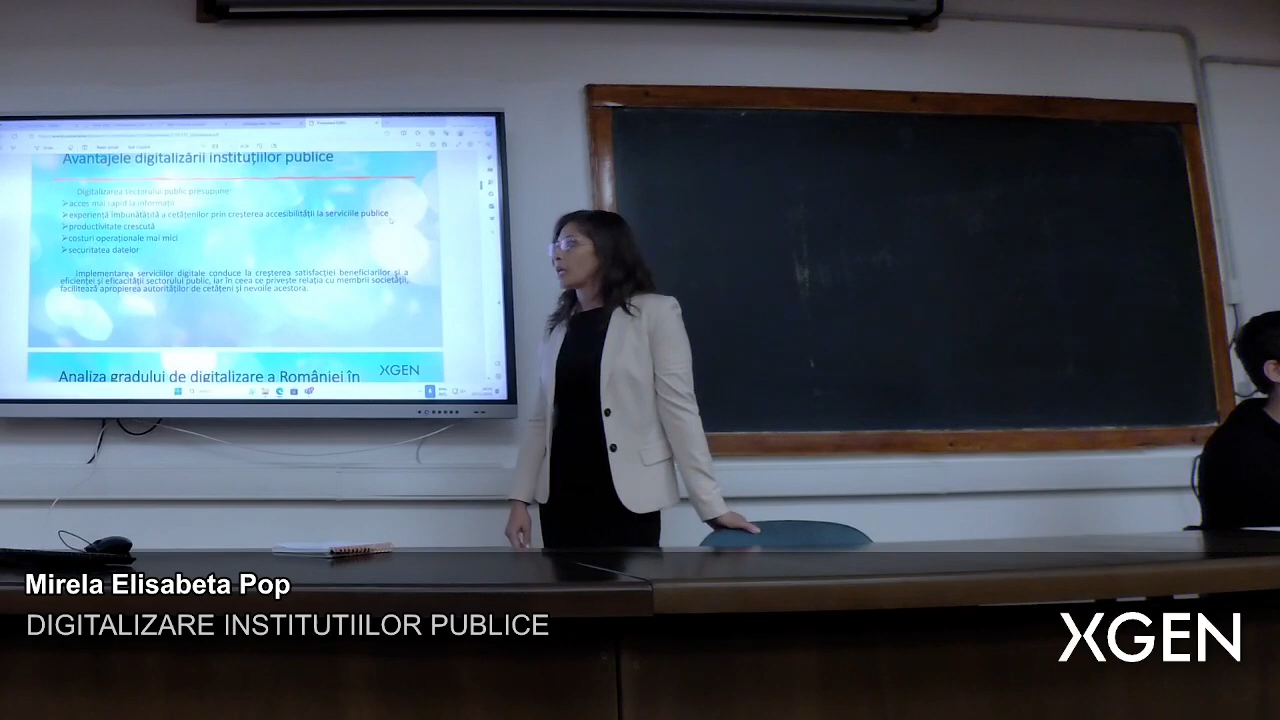 Avantajele digitalizării instituțiilor publice
Digitalizarea sectorului public presupune:
acces mai rapid la informații
experiență îmbunătățită a cetățenilor prin creșterea accesibilității la serviciile publice
productivitate crescută
costuri operaționale mai mici
securitatea datelor
Implementarea serviciilor digitale conduce la creșterea satisfacției beneficiarilor și a
eficienței și eficacității sectorului public, iar în ceea ce privește relația cu membrii societății,
facilitează apropierea autorităților de cetățeni și nevoile acestora.
XGEN
Analiza gradului de digitalizare a României în
Mirela Elisabeta Pop
DIGITALIZARE INSTITUTIILOR PUBLICE
XGEN